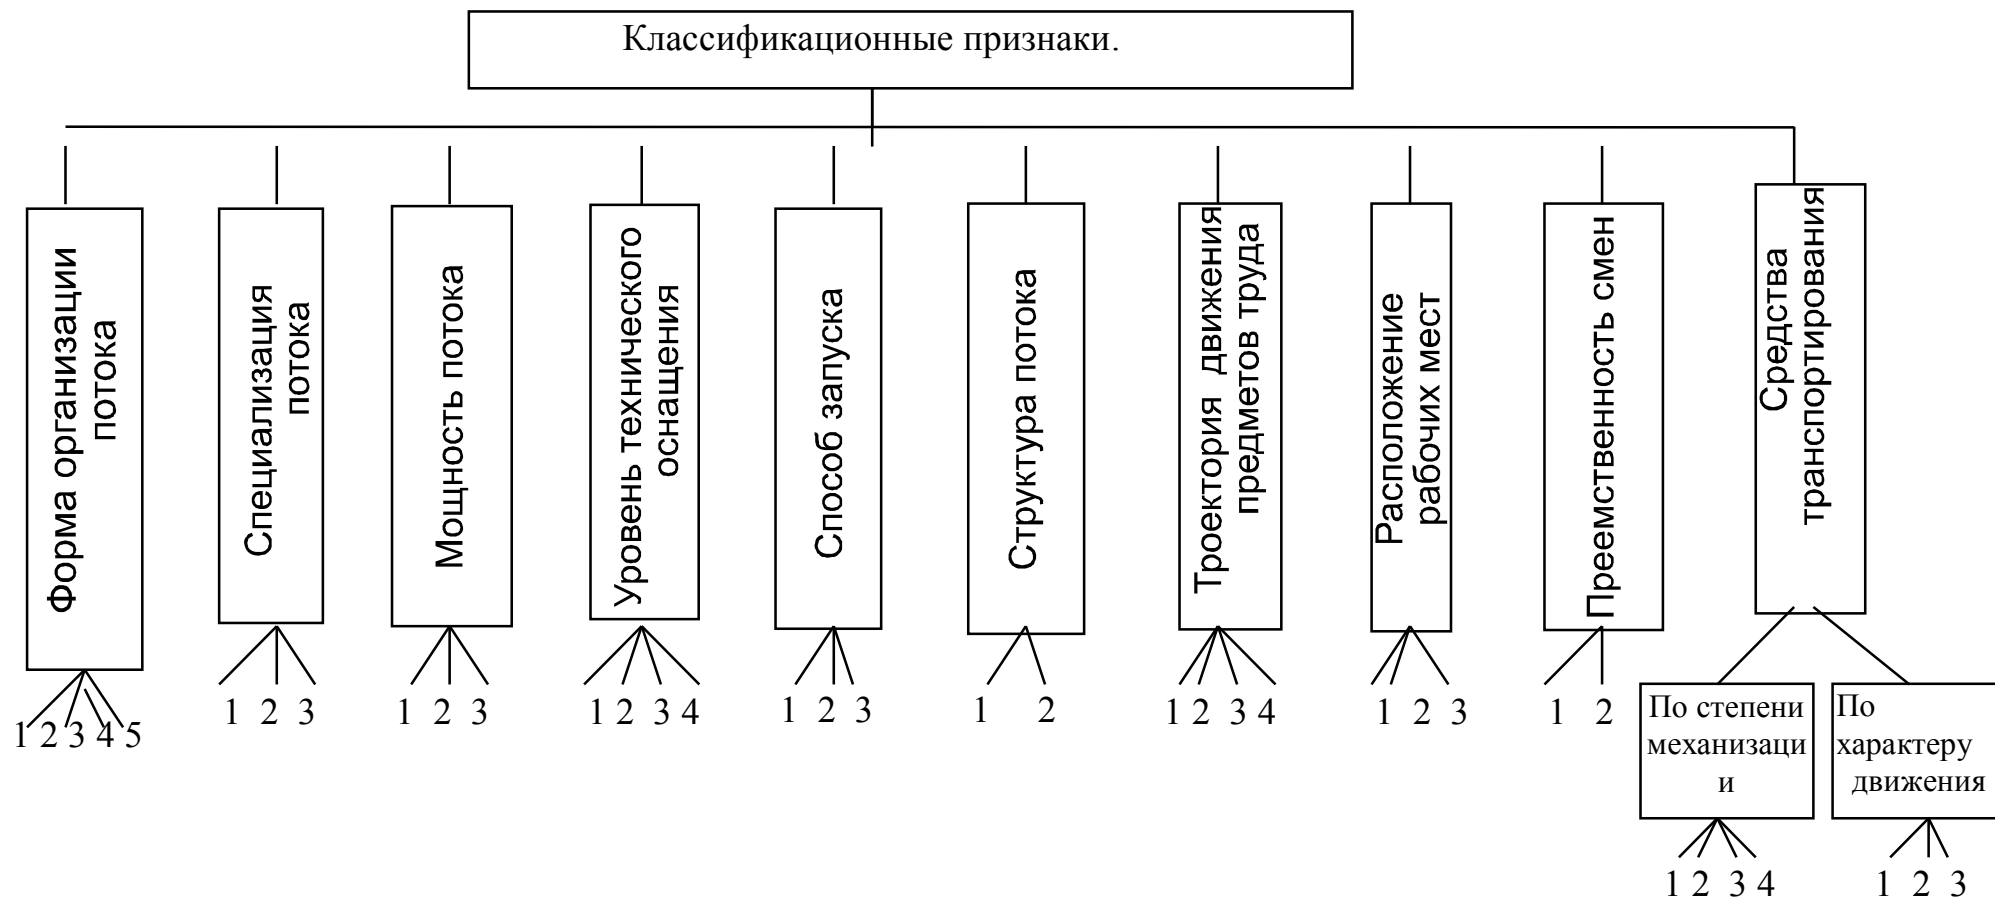 Классификационные признаки.
Форма организации
потока
Специализация
потока
Мощность потока
Уровень технического
оснащения
Способ запуска
Структура потока
Троектория движения
предметов труда
Расположение
рабочих мест
Преемственность смен
Средства
транспортирования
1 2 3 4 5
1 2 3
1 2 3
1 2 3 4
1 2 3
1 2
1 2 3 4
1 2 3
1 2
По степени
механизаци
и
По
характеру
движения
1 2 3 4
1 2 3